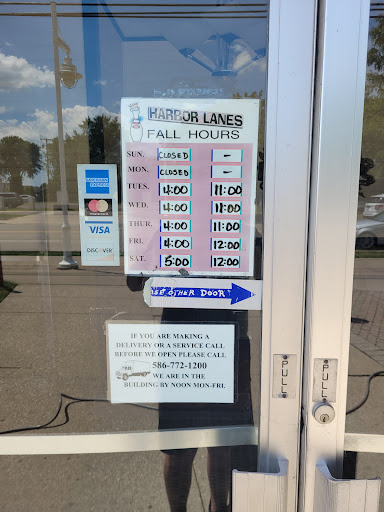 HARBOR LANES
FALL HOURS
SUN. CLOSED -
MON. CLOSED -
TUES. 4:00 11:00
WED. 4:00 11:00
THUR. 4:00 11:00
FRI. 4:00 12:00
SAT. 5:00 12:00
AMERICAN EXPRESS
MasterCard
VISA
DISCOVER
OTHER DOOR
IF YOU ARE MAKING A
DELIVERY OR A SERVICE CALL
BEFORE WE OPEN PLEASE CALL
586-772-1200
WE ARE IN THE
BUILDING BY NOON MON-FRI.
PULL
PULL